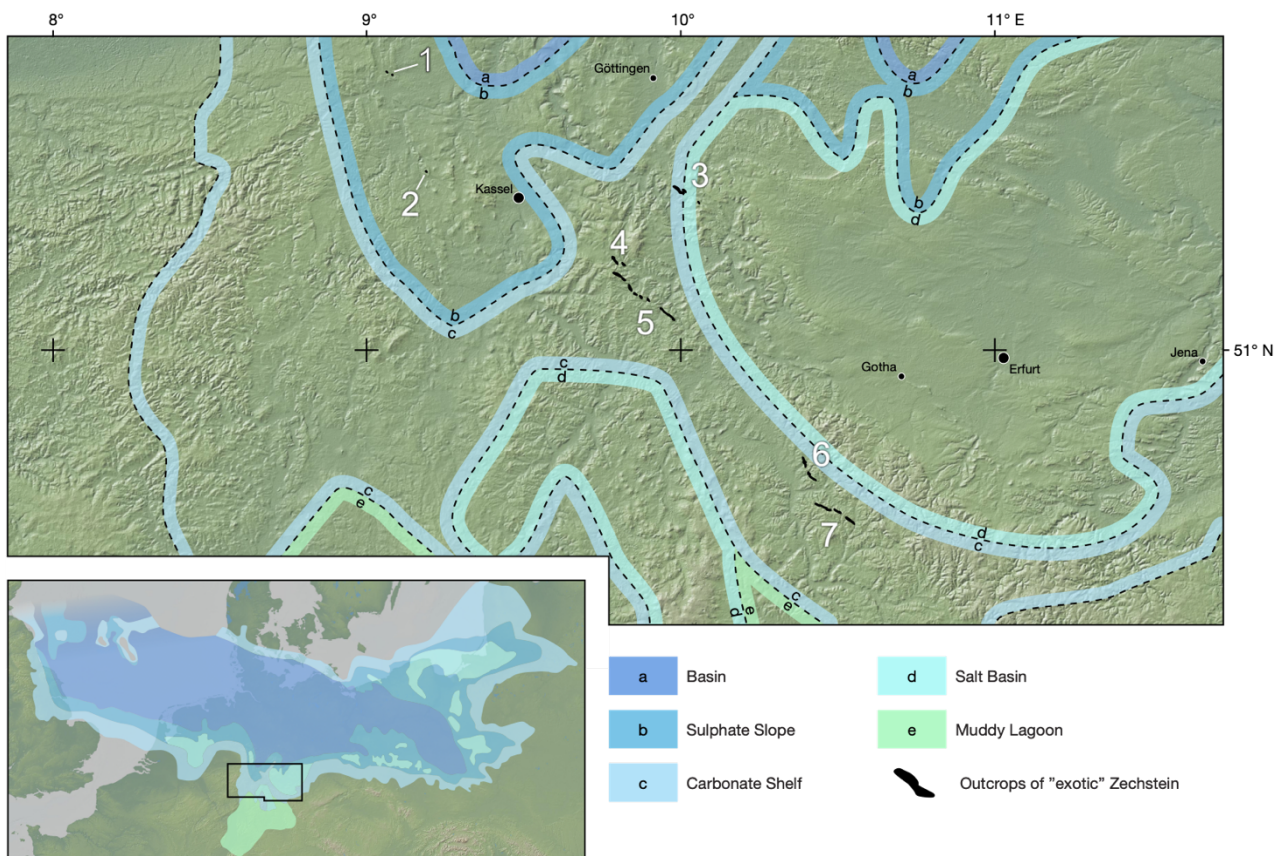 8°
9°
10°
11° E
1
a
b
Göttingen
a
b
2
Kassel
3
b
d
4
5
b
c
51° N
Jena
Gotha
Erfurt
c
d
6
c
e
7
d
c
d
e
c
e
a
Basin
d
Salt Basin
b
Sulphate Slope
e
Muddy Lagoon
c
Carbonate Shelf
Outcrops of ”exotic” Zechstein